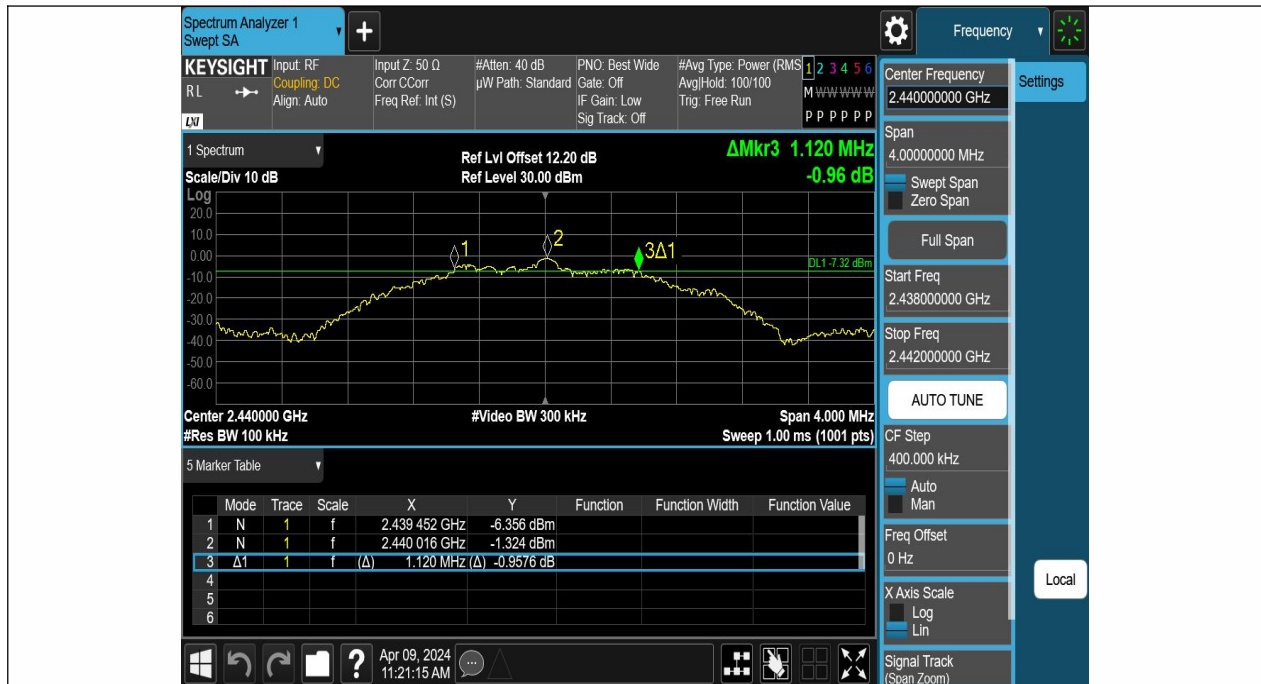 Spectrum Analyzer 1
Swept SA
Frequency
KEYSIGHT
RL
LXI
Input: RF
Coupling: DC
Align: Auto
Input Z: 50 Ω
Corr CCorr
Freq Ref: Int (S)
#Atten: 40 dB
µW Path: Standard
PNO: Best Wide
Gate: Off
IF Gain: Low
Sig Track: Off
#Avg Type: Power (RMS
Avg|Hold: 100/100
Trig: Free Run
1 2 3 4 5 6
M W W W W W
P P P P P P
1 Spectrum
Scale/Div 10 dB
Ref Lvl Offset 12.20 dB
Ref Level 30.00 dBm
ΔMkr3 1.120 MHz
-0.96 dB
Log
20.0
10.0
0.00
-10.0
-20.0
-30.0
-40.0
-50.0
-60.0
1
2
3Δ1
DL1 -7.32 dBm
Center 2.440000 GHz
#Video BW 300 kHz
Span 4.000 MHz
#Res BW 100 kHz
Sweep 1.00 ms (1001 pts)
5 Marker Table
Mode Trace Scale X Y Function Function Width Function Value
1 N 1 f 2.439 452 GHz -6.356 dBm
2 N 1 f 2.440 016 GHz -1.324 dBm
3 Δ1 1 f (Δ) 1.120 MHz (Δ) -0.9576 dB
4
5
6
?
Apr 09, 2024
11:21:15 AM
Center Frequency
2.440000000 GHz
Span
4.00000000 MHz
Swept Span
Zero Span
Full Span
Start Freq
2.438000000 GHz
Stop Freq
2.442000000 GHz
AUTO TUNE
CF Step
400.000 kHz
Auto
Man
Freq Offset
0 Hz
X Axis Scale
Log
Lin
Signal Track
(Span Zoom)
Settings
Local